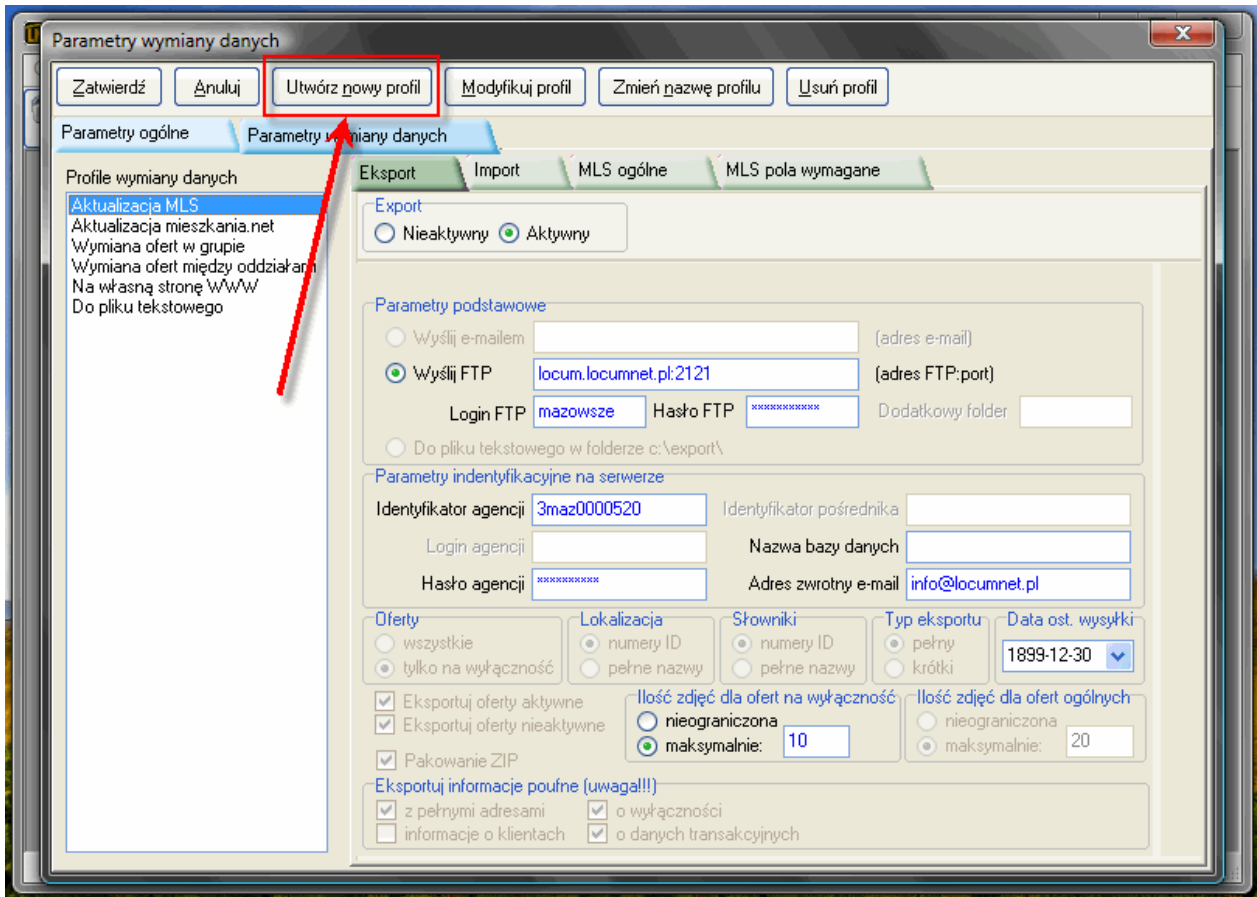 Parametry wymiany danych
Zatwierdź Anuluj Utwórz nowy profil Modyfikuj profil Zmień nazwę profilu Usuń profil
Parametry ogólne Parametry wymiany danych
Profile wymiany danych
Aktualizacja MLS
Aktualizacja mieszkania.net
Wymiana ofert w grupie
Wymiana ofert między oddziałami
Na własną stronę WWW
Do pliku tekstowego
Eksport Import MLS ogólne MLS pola wymagane
Export
Nieaktywny Aktywny
Parametry podstawowe
Wyślij e-mailem (adres e-mail)
Wyślij FTP locum.locumnet.pl:2121 (adres FTP:port)
Login FTP mazowsze Hasło FTP ××××××××××× Dodatkowy folder
Do pliku tekstowego w folderze c:\export\
Parametry indentyfikacyjne na serwerze
Identyfikator agencji 3maz0000520 Identyfikator pośrednika
Login agencji Nazwa bazy danych
Hasło agencji ×××××××××× Adres zwrotny e-mail info@locumnet.pl
Oferty Lokalizacja Słowniki Typ eksportu Data ost. wysyłki
wszystkie numery ID numery ID pełny 1899-12-30
tylko na wyłączność pełne nazwy pełne nazwy krótki
Eksportuj oferty aktywne Ilość zdjęć dla ofert na wyłączność Ilość zdjęć dla ofert ogólnych
Eksportuj oferty nieaktywne nieograniczona nieograniczona
maksymalnie: 10 maksymalnie: 20
Pakowanie ZIP
Eksportuj informacje poufne (uwaga!!!)
z pełnymi adresami o wyłączności
informacje o klientach o danych transakcyjnych